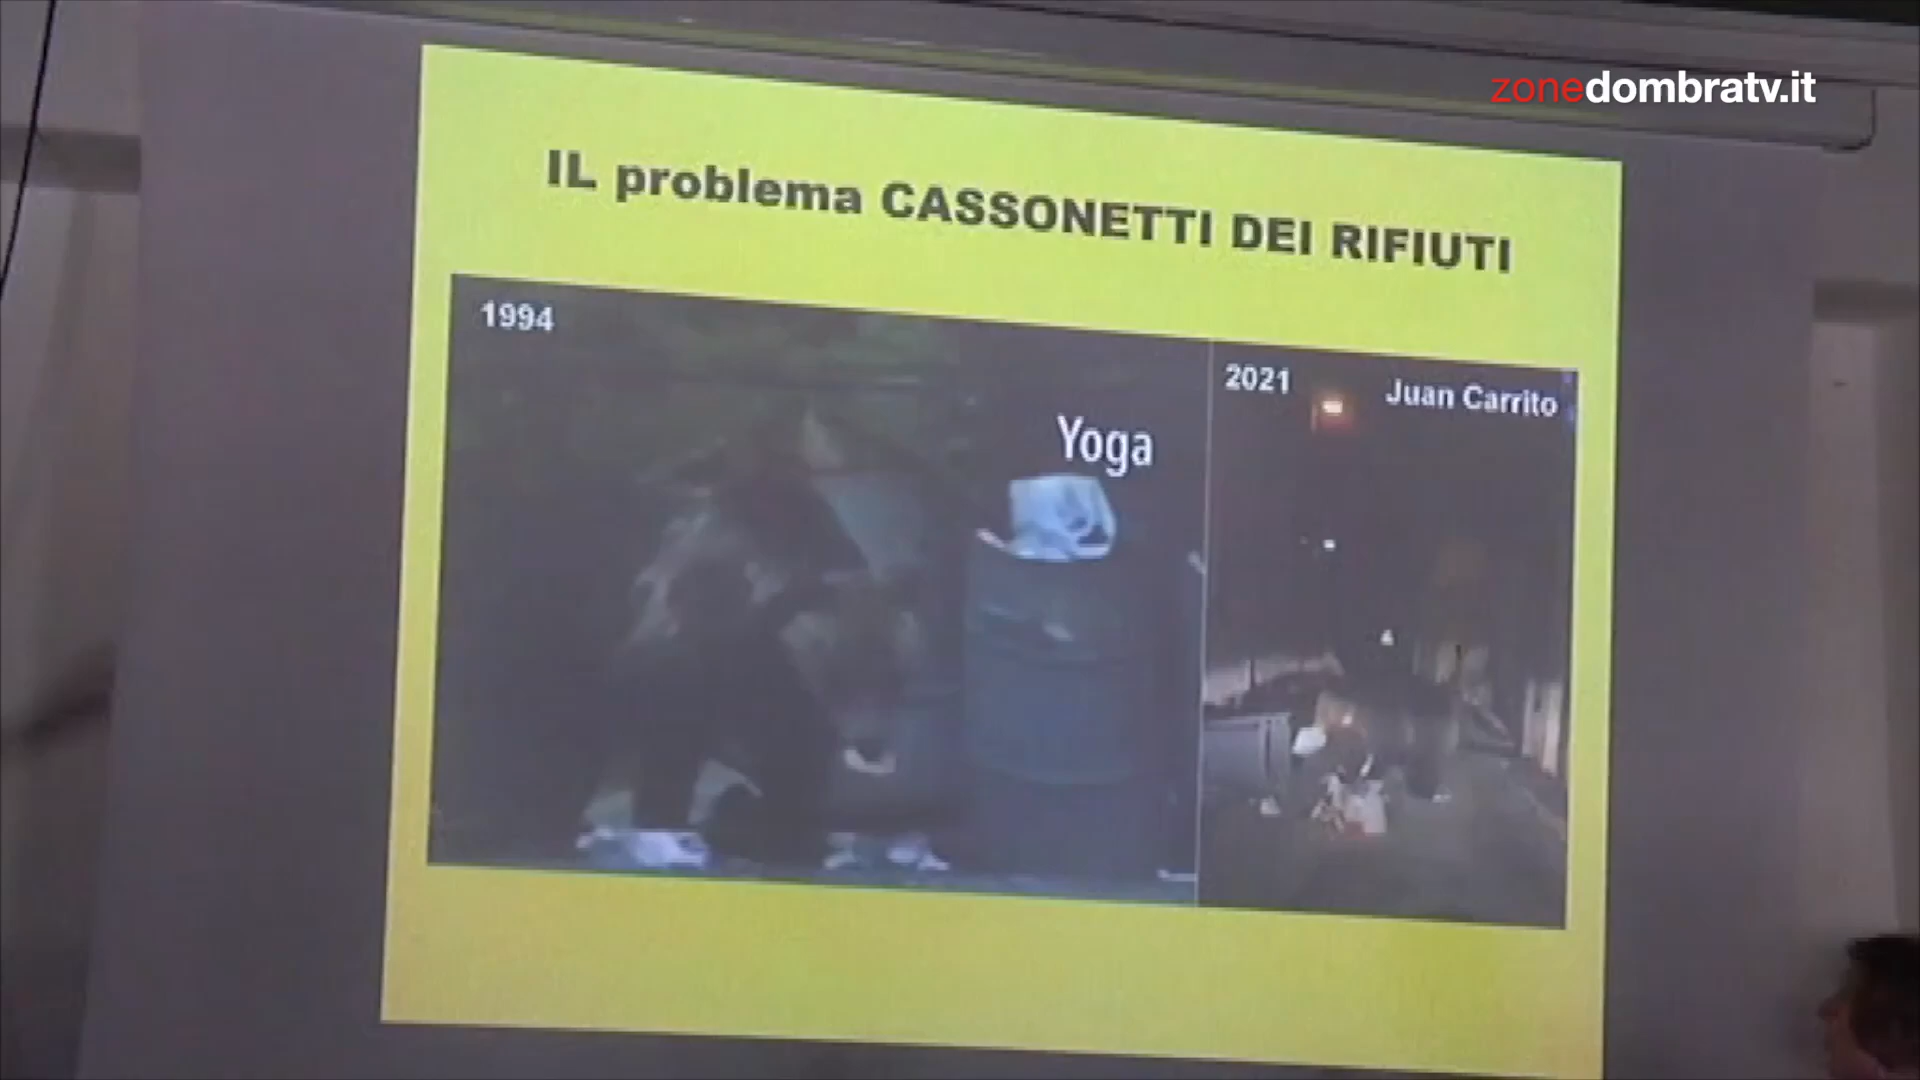 zonedombratv.it
IL problema CASSONETTI DEI RIFIUTI
1994
Yoga
2021
Juan Carrito